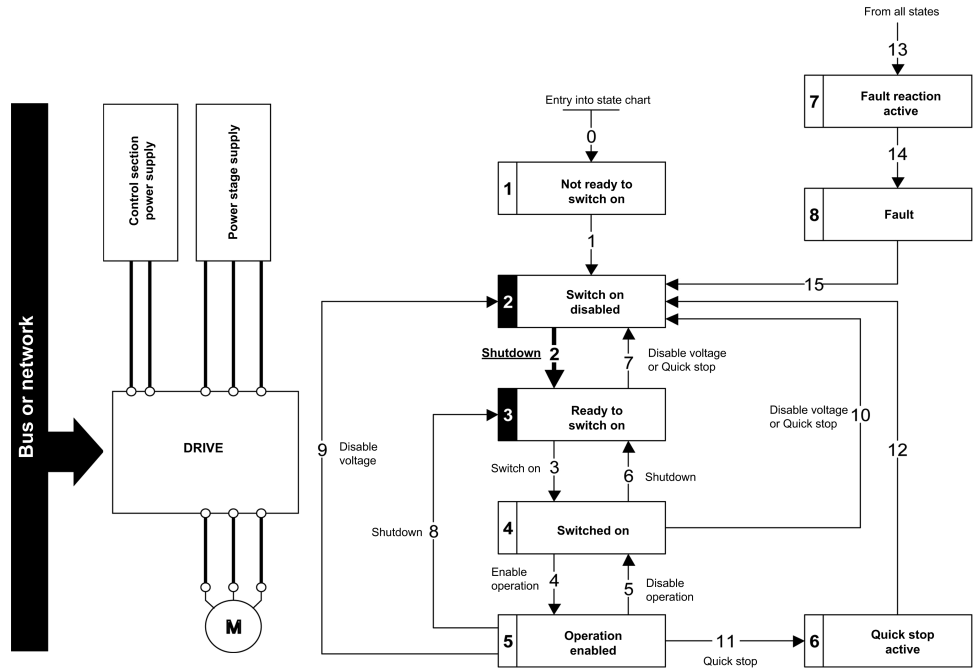 From all states
13
7
Fault reaction
active
14
8
Fault
15
Entry into state chart
0
1
Not ready to
switch on
1
2
Switch on
disabled
Shutdown 2
7
Disable voltage
or Quick stop
3
Ready to
switch on
Switch on 3
6 Shutdown
4
Switched on
Enable
operation
4
5
Disable
operation
5
Operation
enabled
11
Quick stop
6
Quick stop
active
Disable voltage
or Quick stop
10
12
9
Disable
voltage
Shutdown 8
Control section
power supply
Power stage supply
DRIVE
M
Bus or network